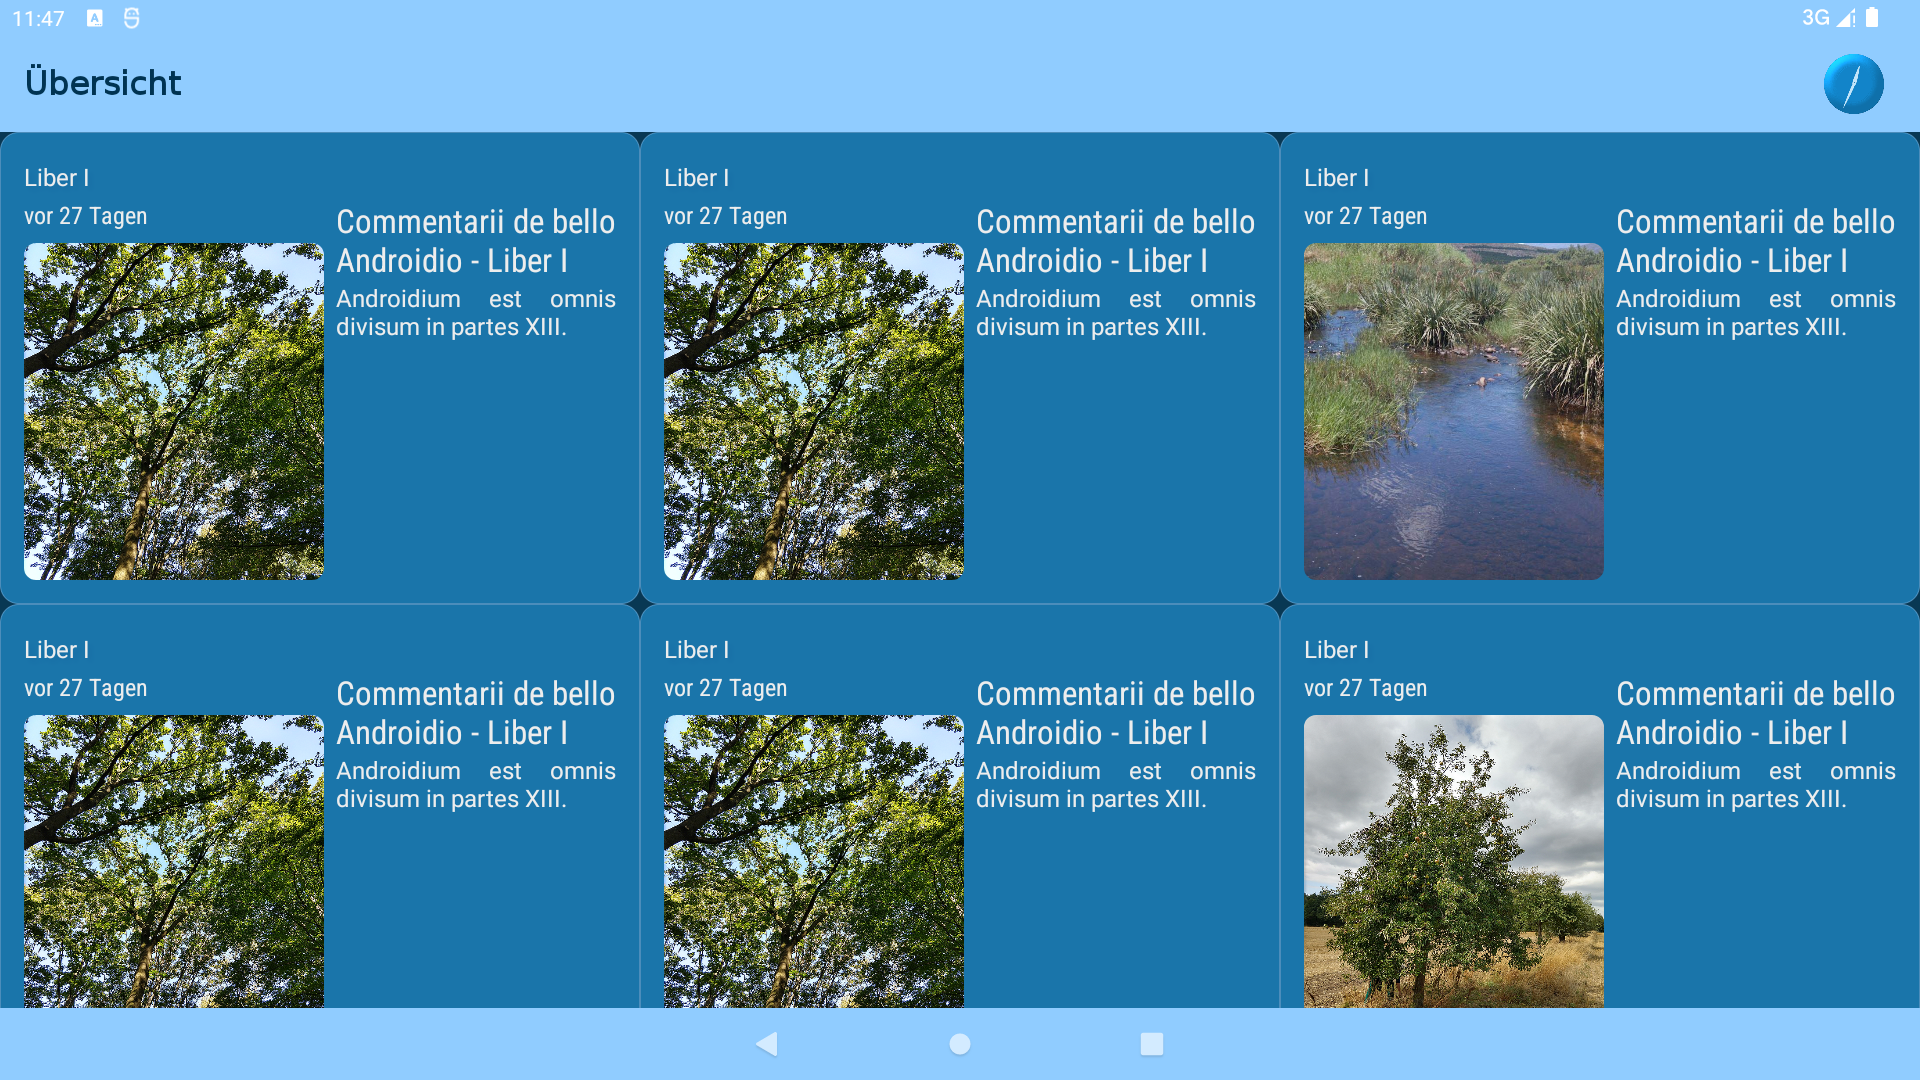 11:47
3G
Übersicht
Liber I
vor 27 Tagen
Commentarii de bello
Androidio - Liber I
Androidium est omnis
divisum in partes XIII.
Liber I
vor 27 Tagen
Commentarii de bello
Androidio - Liber I
Androidium est omnis
divisum in partes XIII.
Liber I
vor 27 Tagen
Commentarii de bello
Androidio - Liber I
Androidium est omnis
divisum in partes XIII.
Liber I
vor 27 Tagen
Commentarii de bello
Androidio - Liber I
Androidium est omnis
divisum in partes XIII.
Liber I
vor 27 Tagen
Commentarii de bello
Androidio - Liber I
Androidium est omnis
divisum in partes XIII.
Liber I
vor 27 Tagen
Commentarii de bello
Androidio - Liber I
Androidium est omnis
divisum in partes XIII.